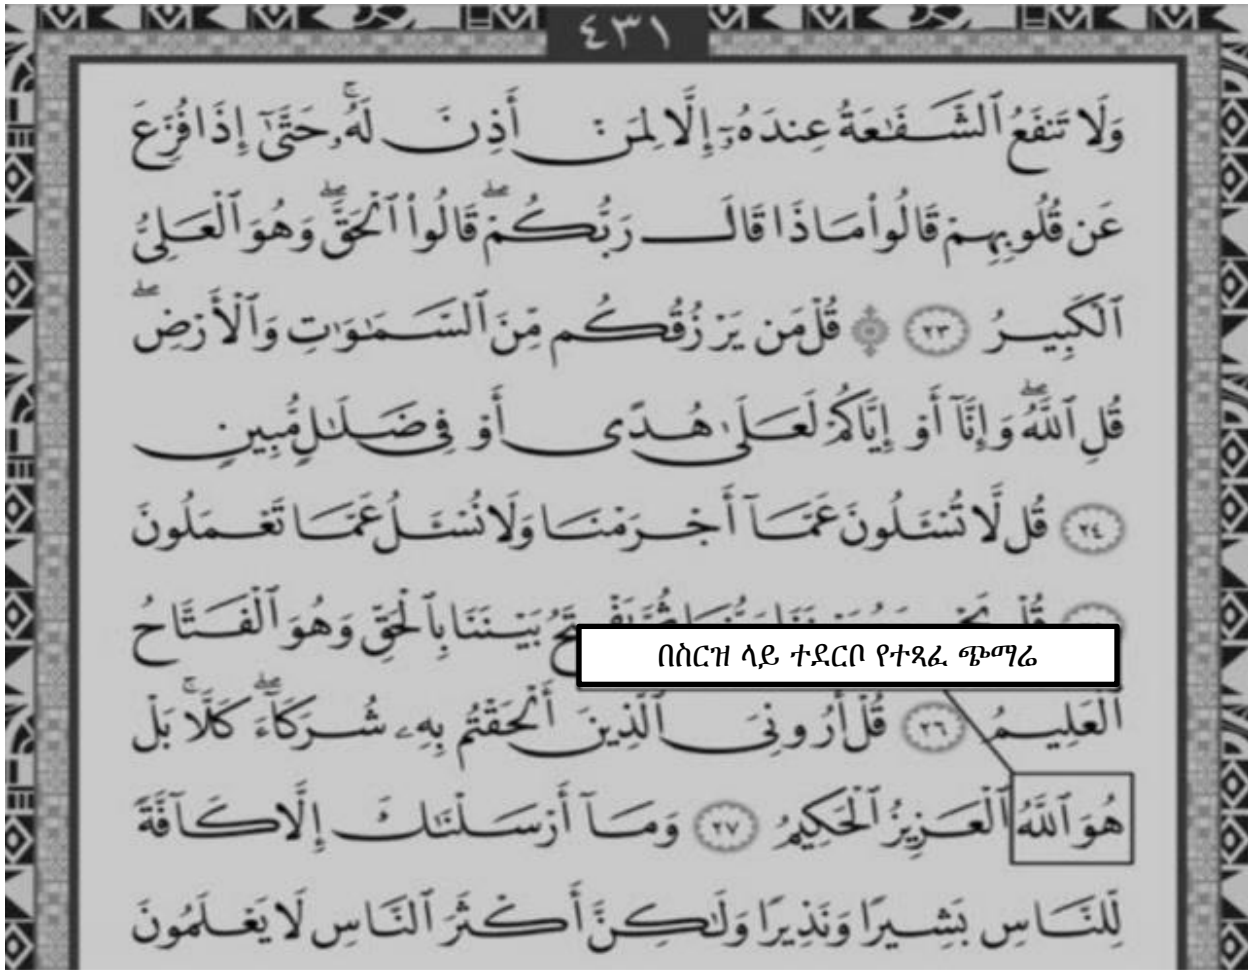 ٤٣١
وَلَا تَنفَعُ ٱلشَّفَـٰعَةُ عِندَهُۥٓ إِلَّا لِمَنْ أَذِنَ لَهُۥ ۚ حَتَّىٰٓ إِذَا فُزِّعَ
عَن قُلُوبِهِمْ قَالُوا۟ مَاذَا قَالَ رَبُّكُمْ ۖ قَالُوا۟ ٱلْحَقَّ ۖ وَهُوَ ٱلْعَلِىُّ
ٱلْكَبِيرُ ٢٣ ۞ قُلْ مَن يَرْزُقُكُم مِّنَ ٱلسَّمَـٰوَٰتِ وَٱلْأَرْضِ ۖ
قُلِ ٱللَّهُ ۖ وَإِنَّآ أَوْ إِيَّاكُمْ لَعَلَىٰ هُدًى أَوْ فِى ضَلَـٰلٍ مُّبِينٍ
٢٤ قُل لَّا تُسْـَٔلُونَ عَمَّآ أَجْرَمْنَا وَلَا نُسْـَٔلُ عَمَّا تَعْمَلُونَ
بَيْنَنَا بِٱلْحَقِّ وَهُوَ ٱلْفَتَّاحُ
በስርዝ ላይ ተደርቦ የተጻፈ ጭማሬ
ٱلْعَلِيمُ ٢٦ قُلْ أَرُونِىَ ٱلَّذِينَ أَلْحَقْتُم بِهِۦ شُرَكَآءَ ۖ كَلَّا ۚ بَلْ
هُوَ ٱللَّهُ ٱلْعَزِيزُ ٱلْحَكِيمُ ٢٧ وَمَآ أَرْسَلْنَـٰكَ إِلَّا كَآفَّةً
لِّلنَّاسِ بَشِيرًا وَنَذِيرًا وَلَـٰكِنَّ أَكْثَرَ ٱلنَّاسِ لَا يَعْلَمُونَ